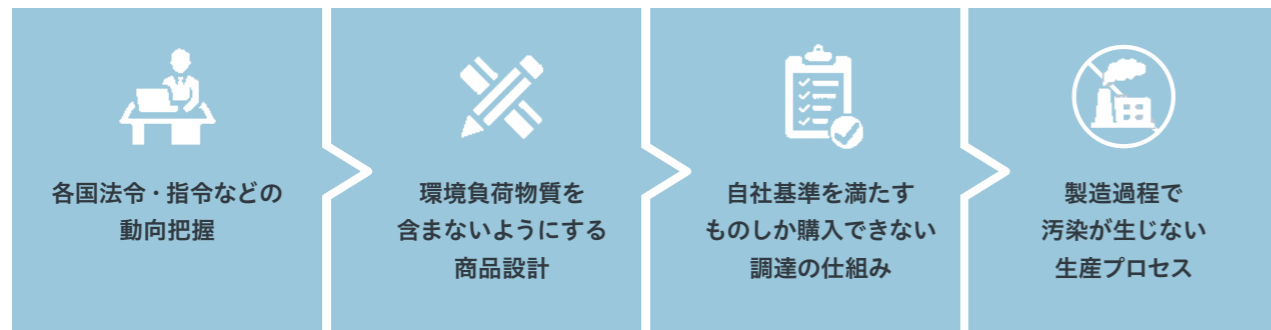 各国法令・指令などの
動向把握
環境負荷物質を
含まないようにする
商品設計
自社基準を満たす
ものしか購入できない
調達の仕組み
製造過程で
汚染が生じない
生産プロセス